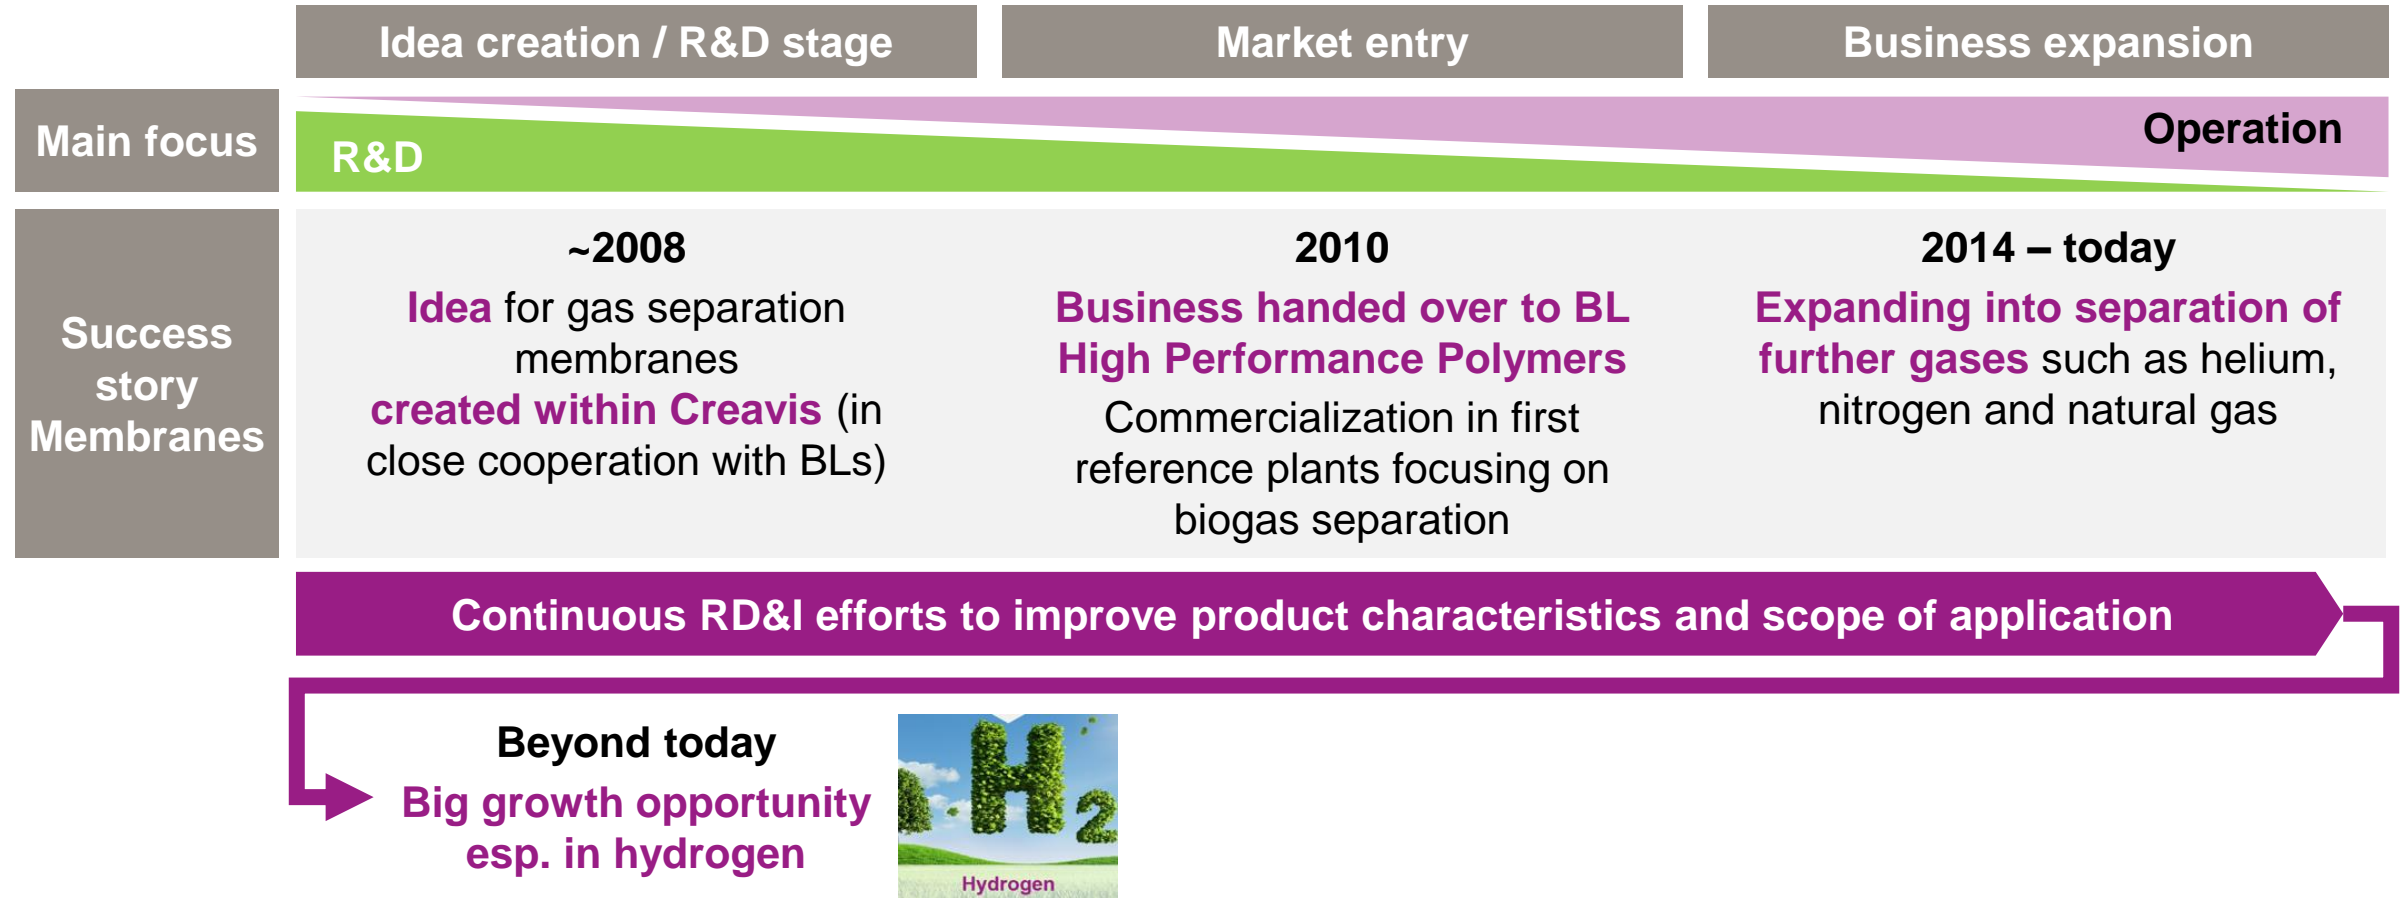 Idea creation / R&D stage
Market entry
Business expansion
Main focus
R&D
Operation
Success
story
Membranes
~2008
Idea for gas separation
membranes
created within Creavis (in
close cooperation with BLs)
2010
Business handed over to BL
High Performance Polymers
Commercialization in first
reference plants focusing on
biogas separation
2014 – today
Expanding into separation of
further gases such as helium,
nitrogen and natural gas
Continuous RD&I efforts to improve product characteristics and scope of application
Beyond today
Big growth opportunity
esp. in hydrogen
H2
Hydrogen